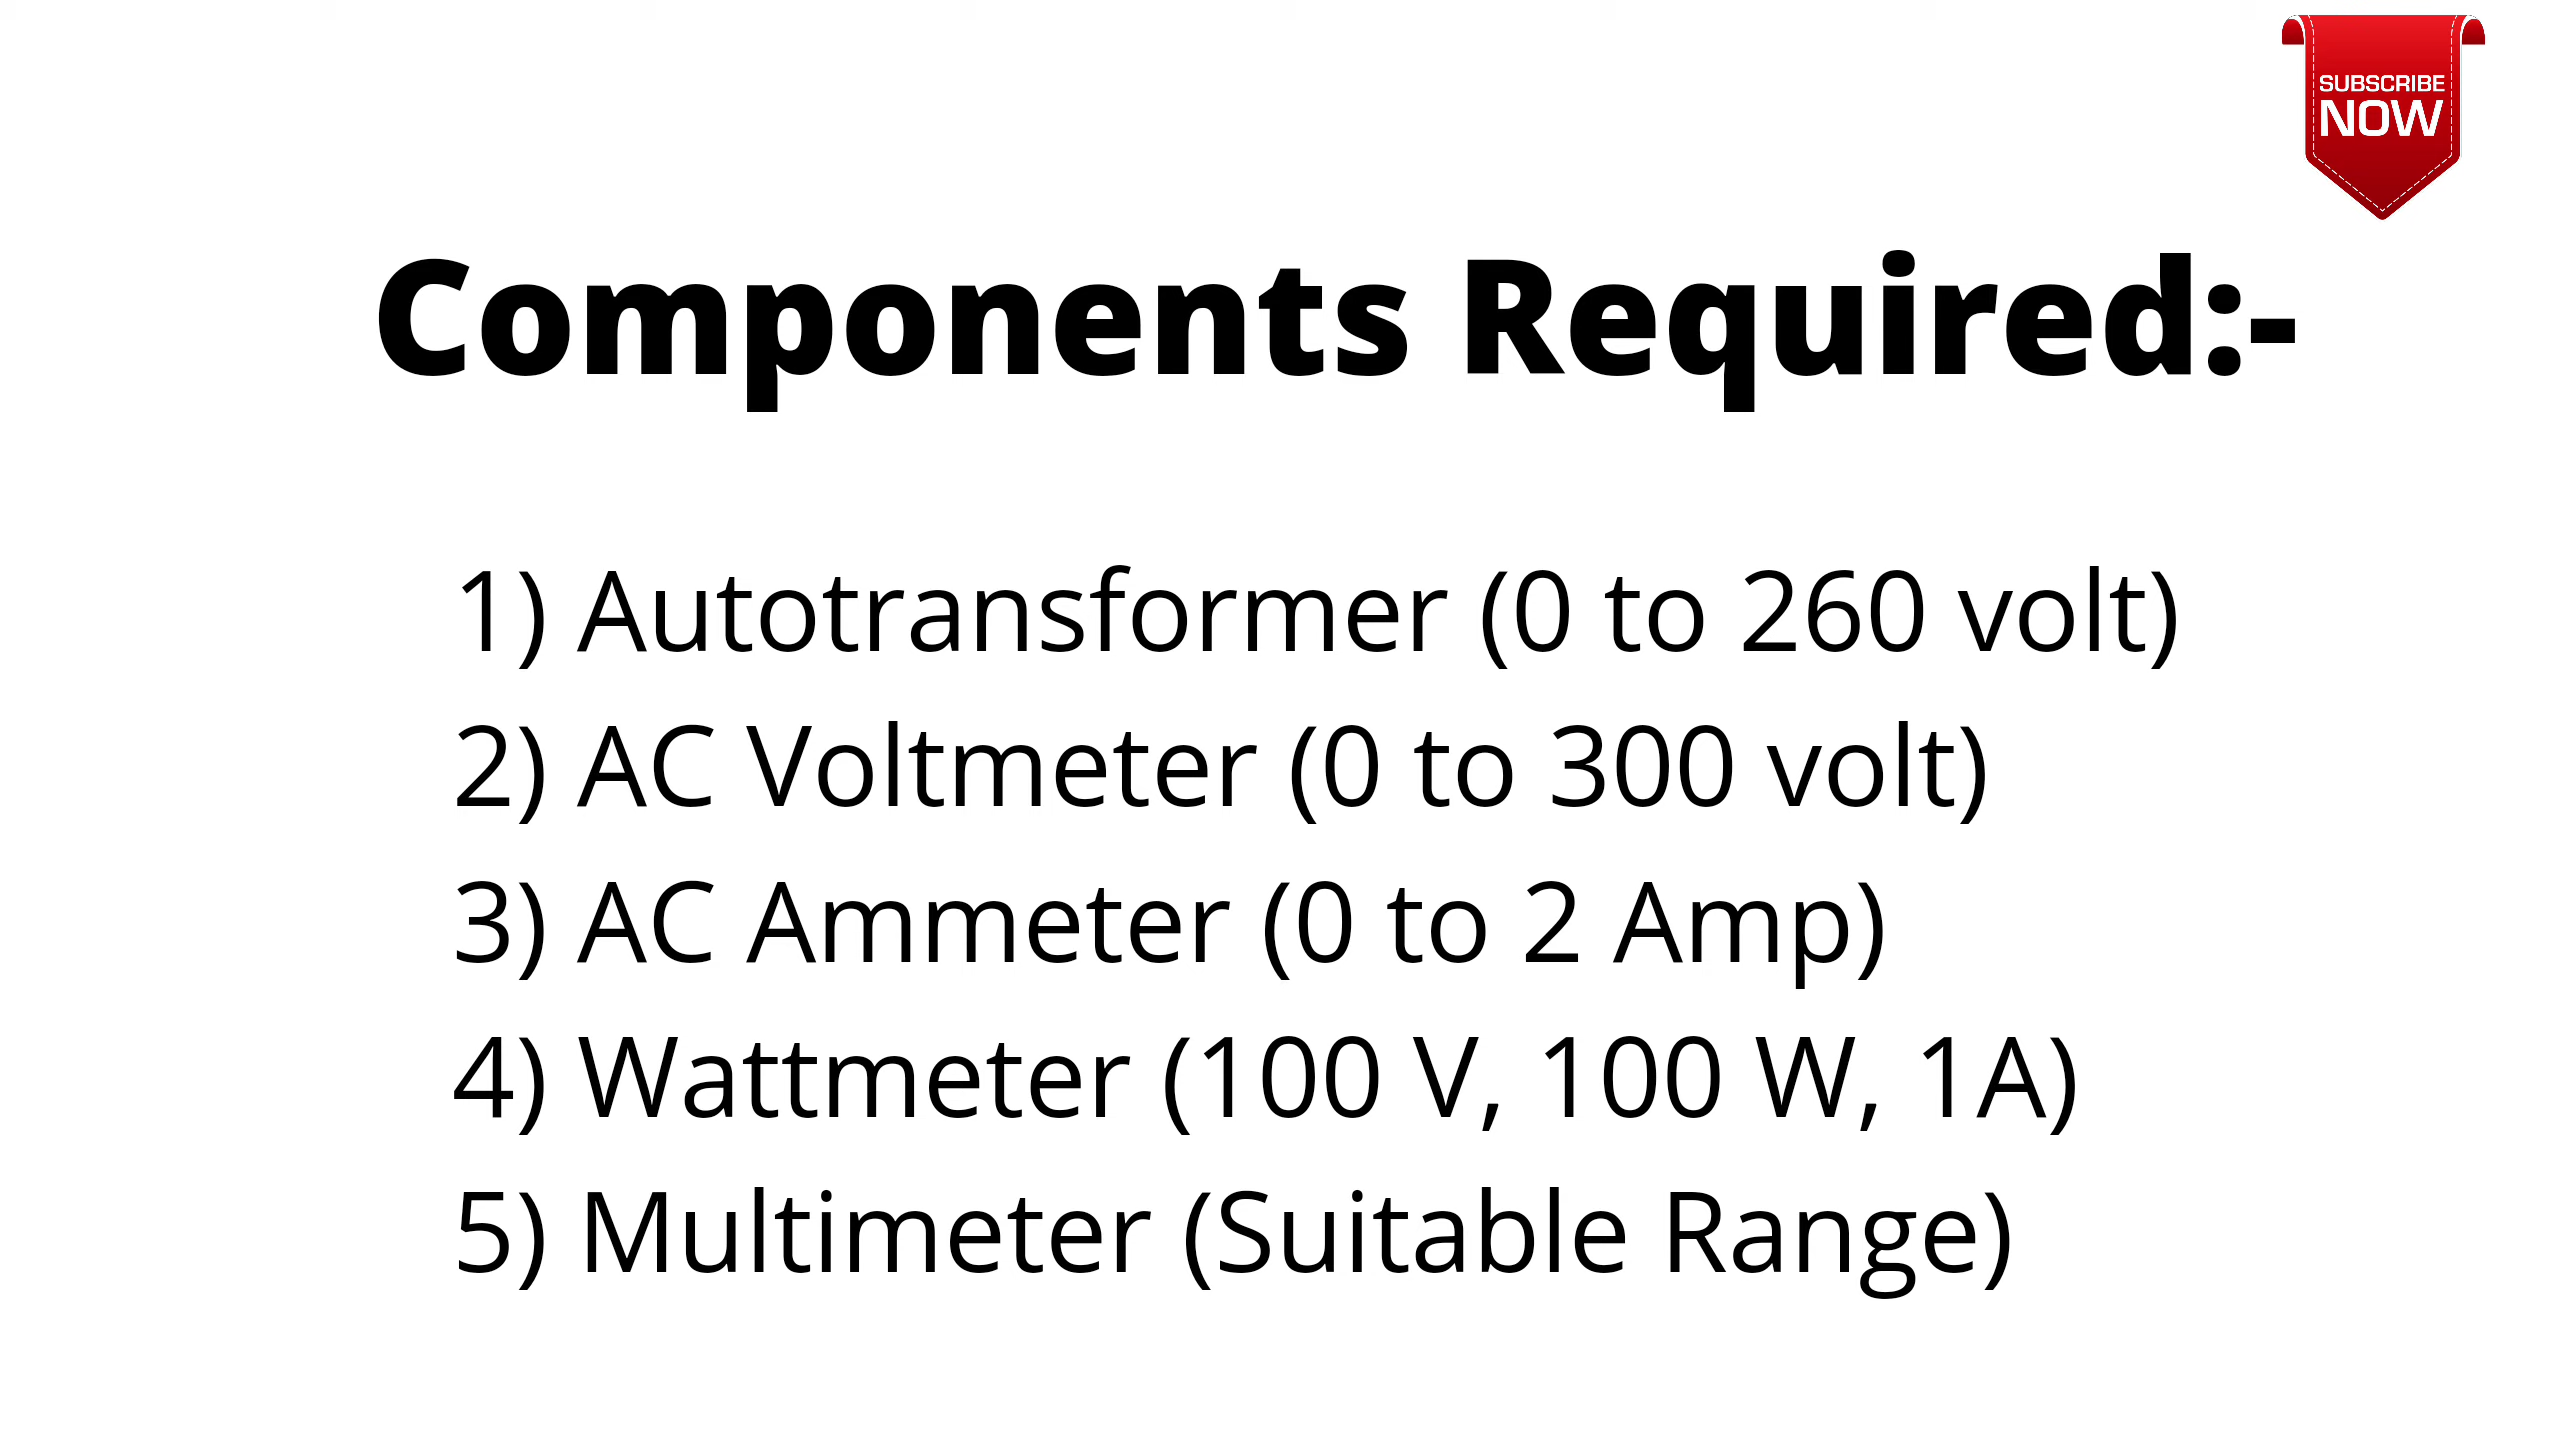 SUBSCRIBE
NOW
Components Required:-
1) Autotransformer (0 to 260 volt)
2) AC Voltmeter (0 to 300 volt)
3) AC Ammeter (0 to 2 Amp)
4) Wattmeter (100 V, 100 W, 1A)
5) Multimeter (Suitable Range)